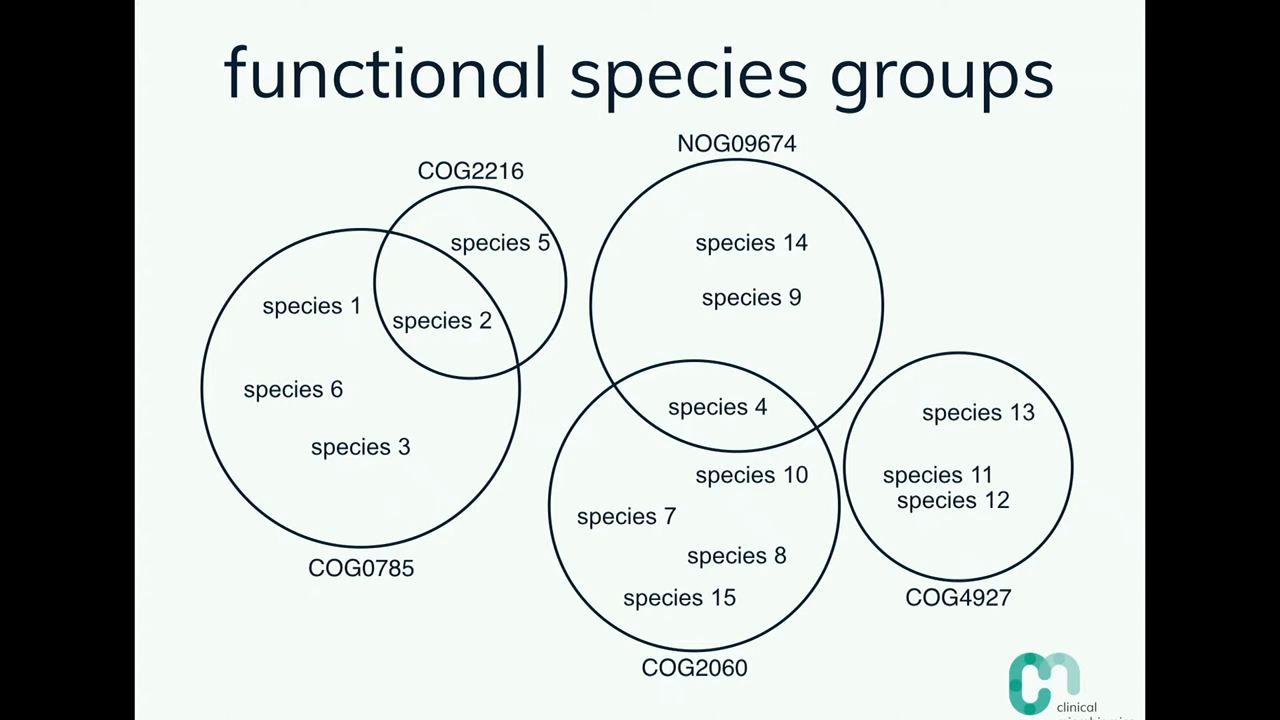 functional species groups
NOG09674
COG2216
species 5
species 14
species 9
species 1
species 2
species 6
species 3
species 4
species 13
species 10
species 11
species 12
species 7
species 8
species 15
COG0785
COG4927
COG2060
clinical